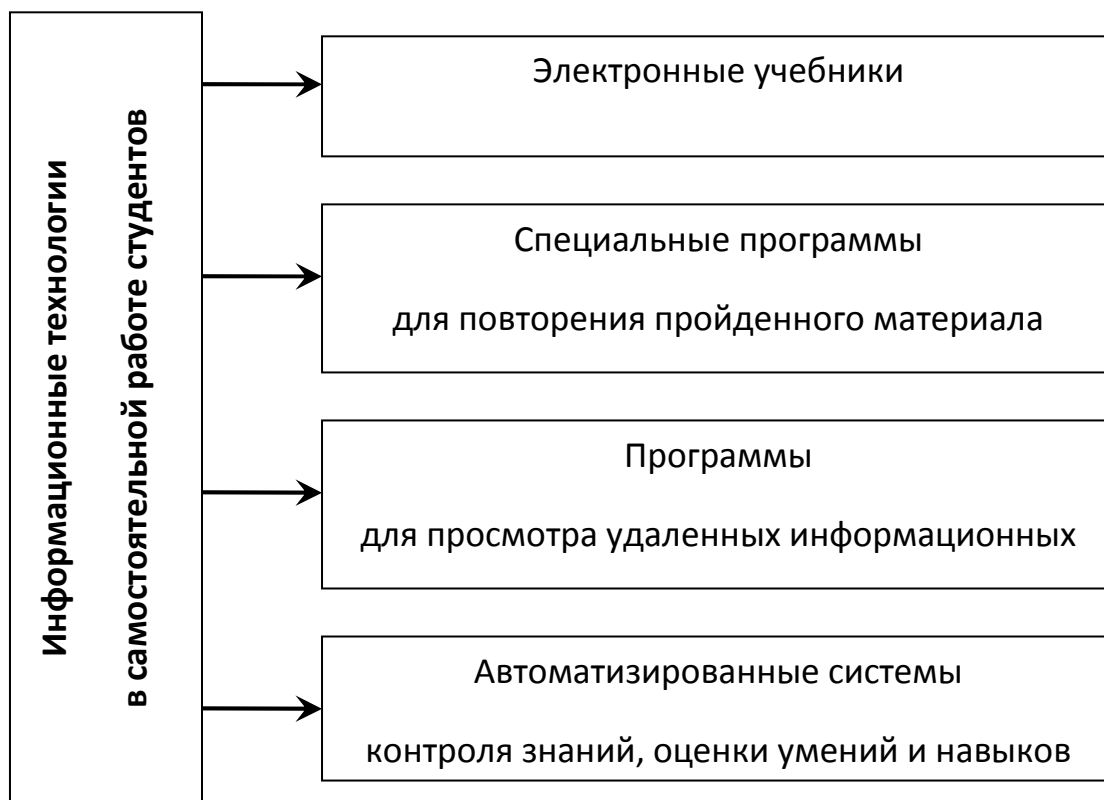 Информационные технологии
в самостоятельной работе студентов
Электронные учебники
Специальные программы
для повторения пройденного материала
Программы
для просмотра удаленных информационных
Автоматизированные системы
контроля знаний, оценки умений и навыков